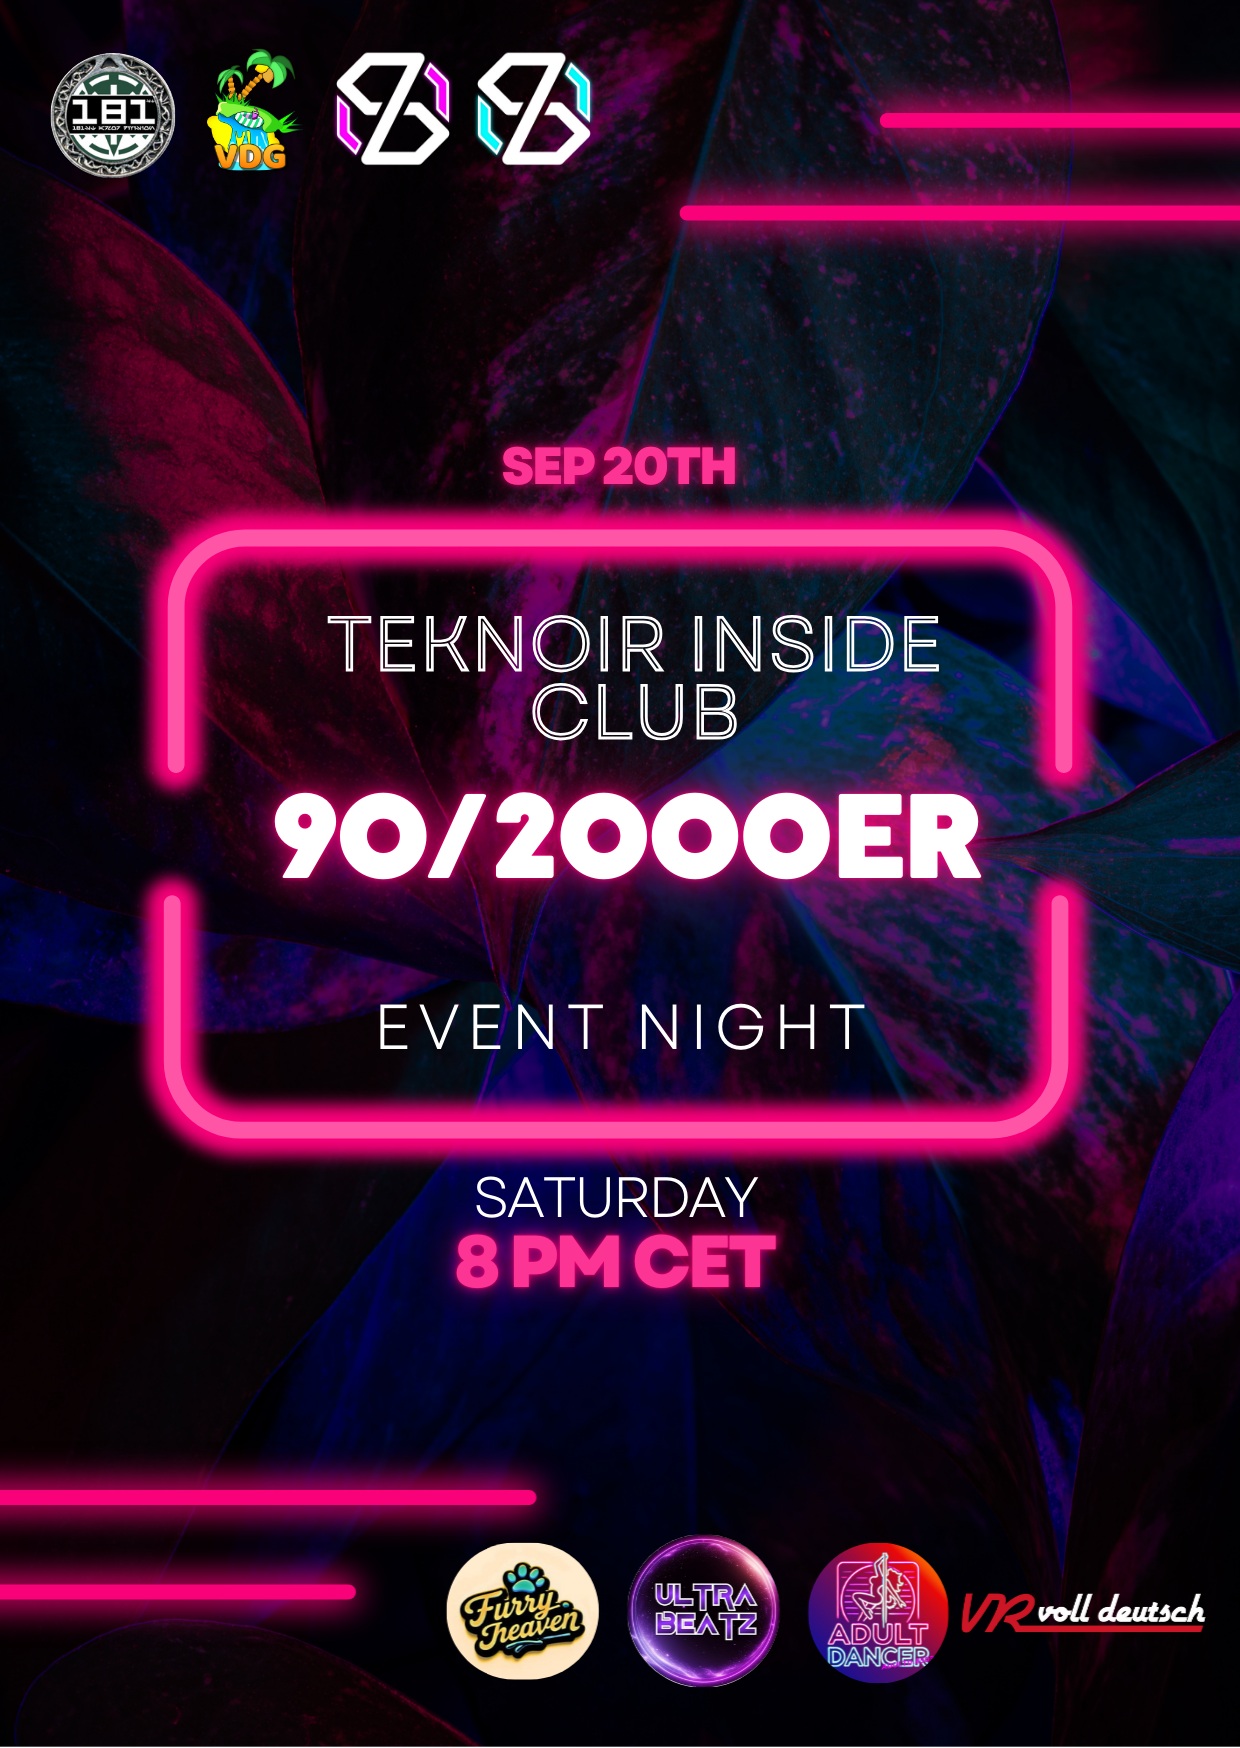 181
VDG
SEP 20TH
TEKNOIR INSIDE
CLUB
90/2000ER
EVENT NIGHT
SATURDAY
8 PM CET
Furry
heaven
ULTRA
BEATZ
ADULT
DANCER
VR voll deutsch